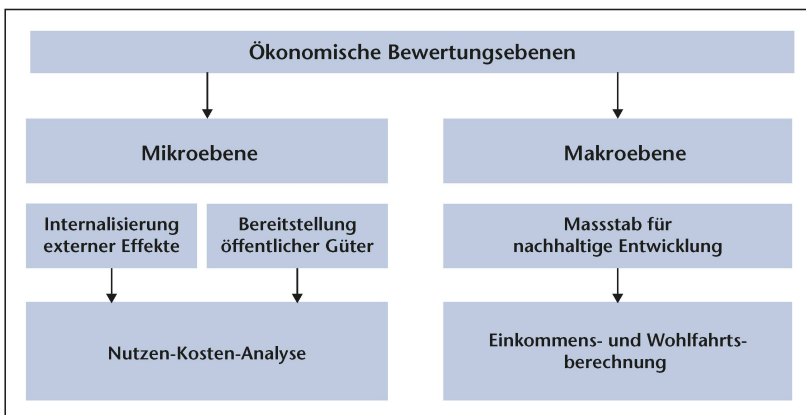 Ökonomische Bewertungsebenen
Mikroebene
Makroebene
Internalisierung
externer Effekte
Bereitstellung
öffentlicher Güter
Massstab für
nachhaltige Entwicklung
Nutzen-Kosten-Analyse
Einkommens- und Wohlfahrts-
berechnung